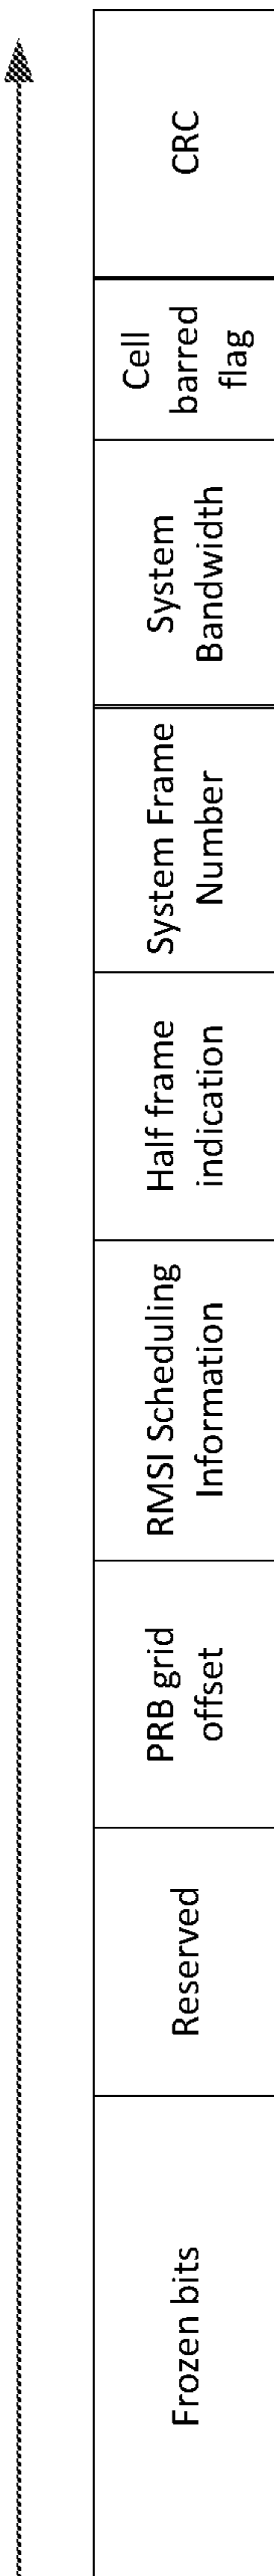 Frozen bits
Reserved
PRB grid
offset
RMSI Scheduling
Information
Half frame
indication
System Frame
Number
System
Bandwidth
Cell
barred
flag
CRC